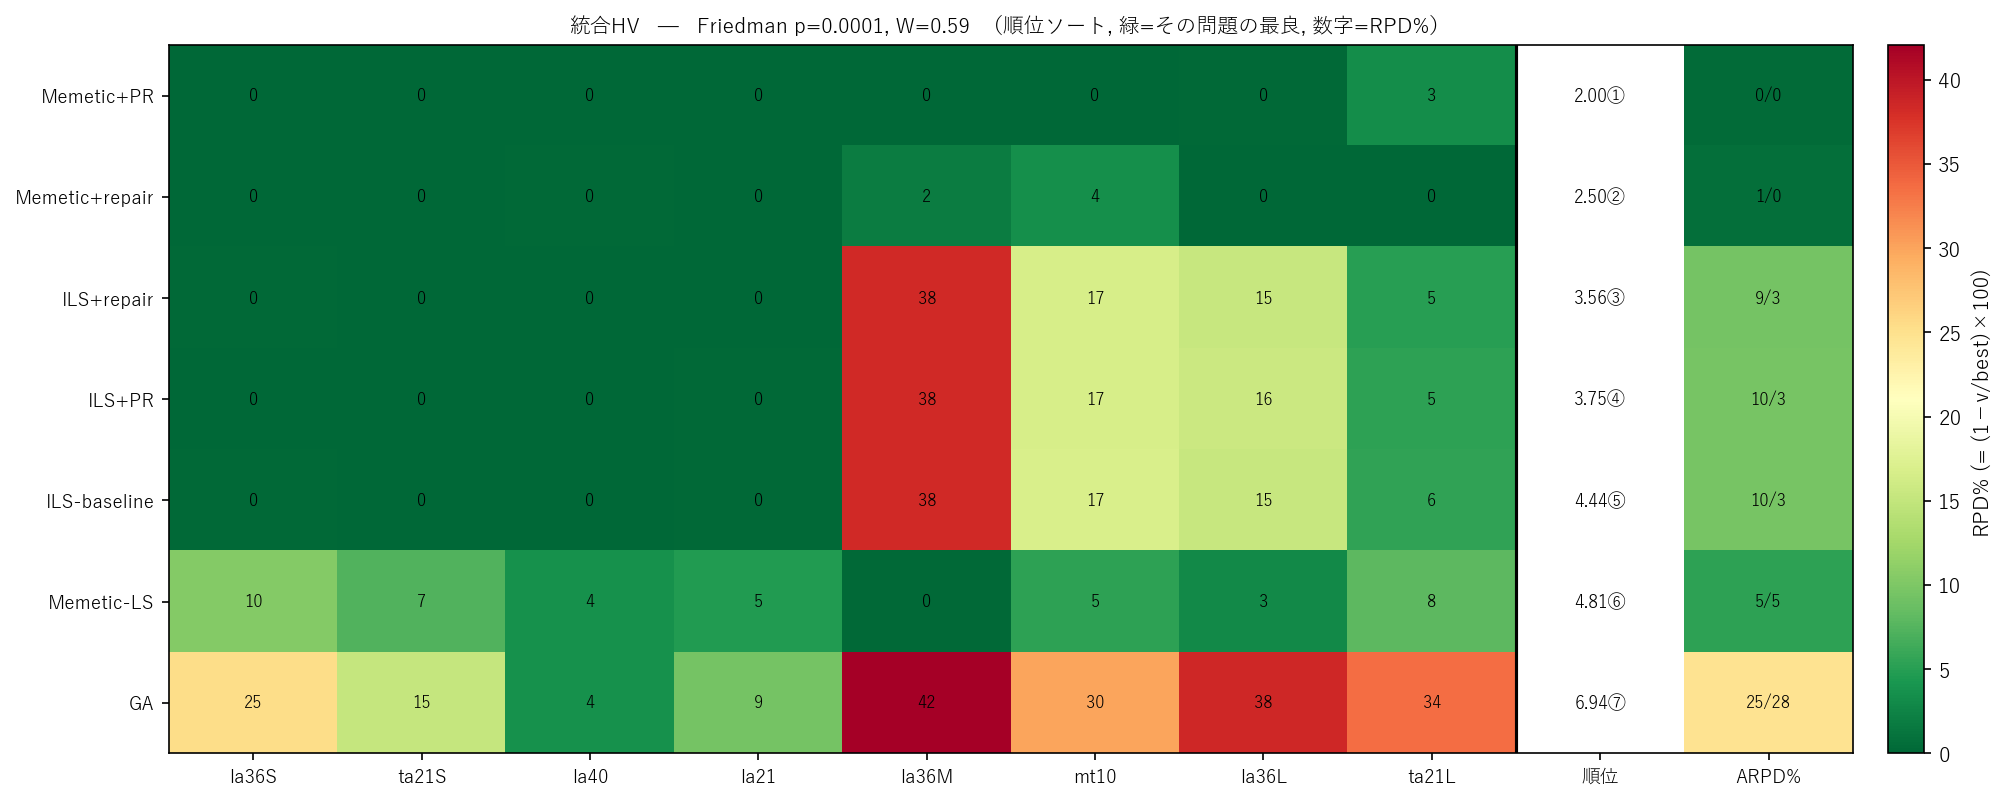 統合HV — Friedman p=0.0001, W=0.59 （順位ソート, 緑=その問題の最良, 数字=RPD%）
Memetic+PR 0 0 0 0 0 0 0 3 2.00① 0/0
Memetic+repair 0 0 0 0 2 4 0 0 2.50② 1/0
ILS+repair 0 0 0 0 38 17 15 5 3.56③ 9/3
ILS+PR 0 0 0 0 38 17 16 5 3.75④ 10/3
ILS-baseline 0 0 0 0 38 17 15 6 4.44⑤ 10/3
Memetic-LS 10 7 4 5 0 5 3 8 4.81⑥ 5/5
GA 25 15 4 9 42 30 38 34 6.94⑦ 25/28
la36S ta21S la40 la21 la36M mt10 la36L ta21L 順位 ARPD%
40
35
30
25
20
15
10
5
0
RPD% (= (1 − v/best) × 100)